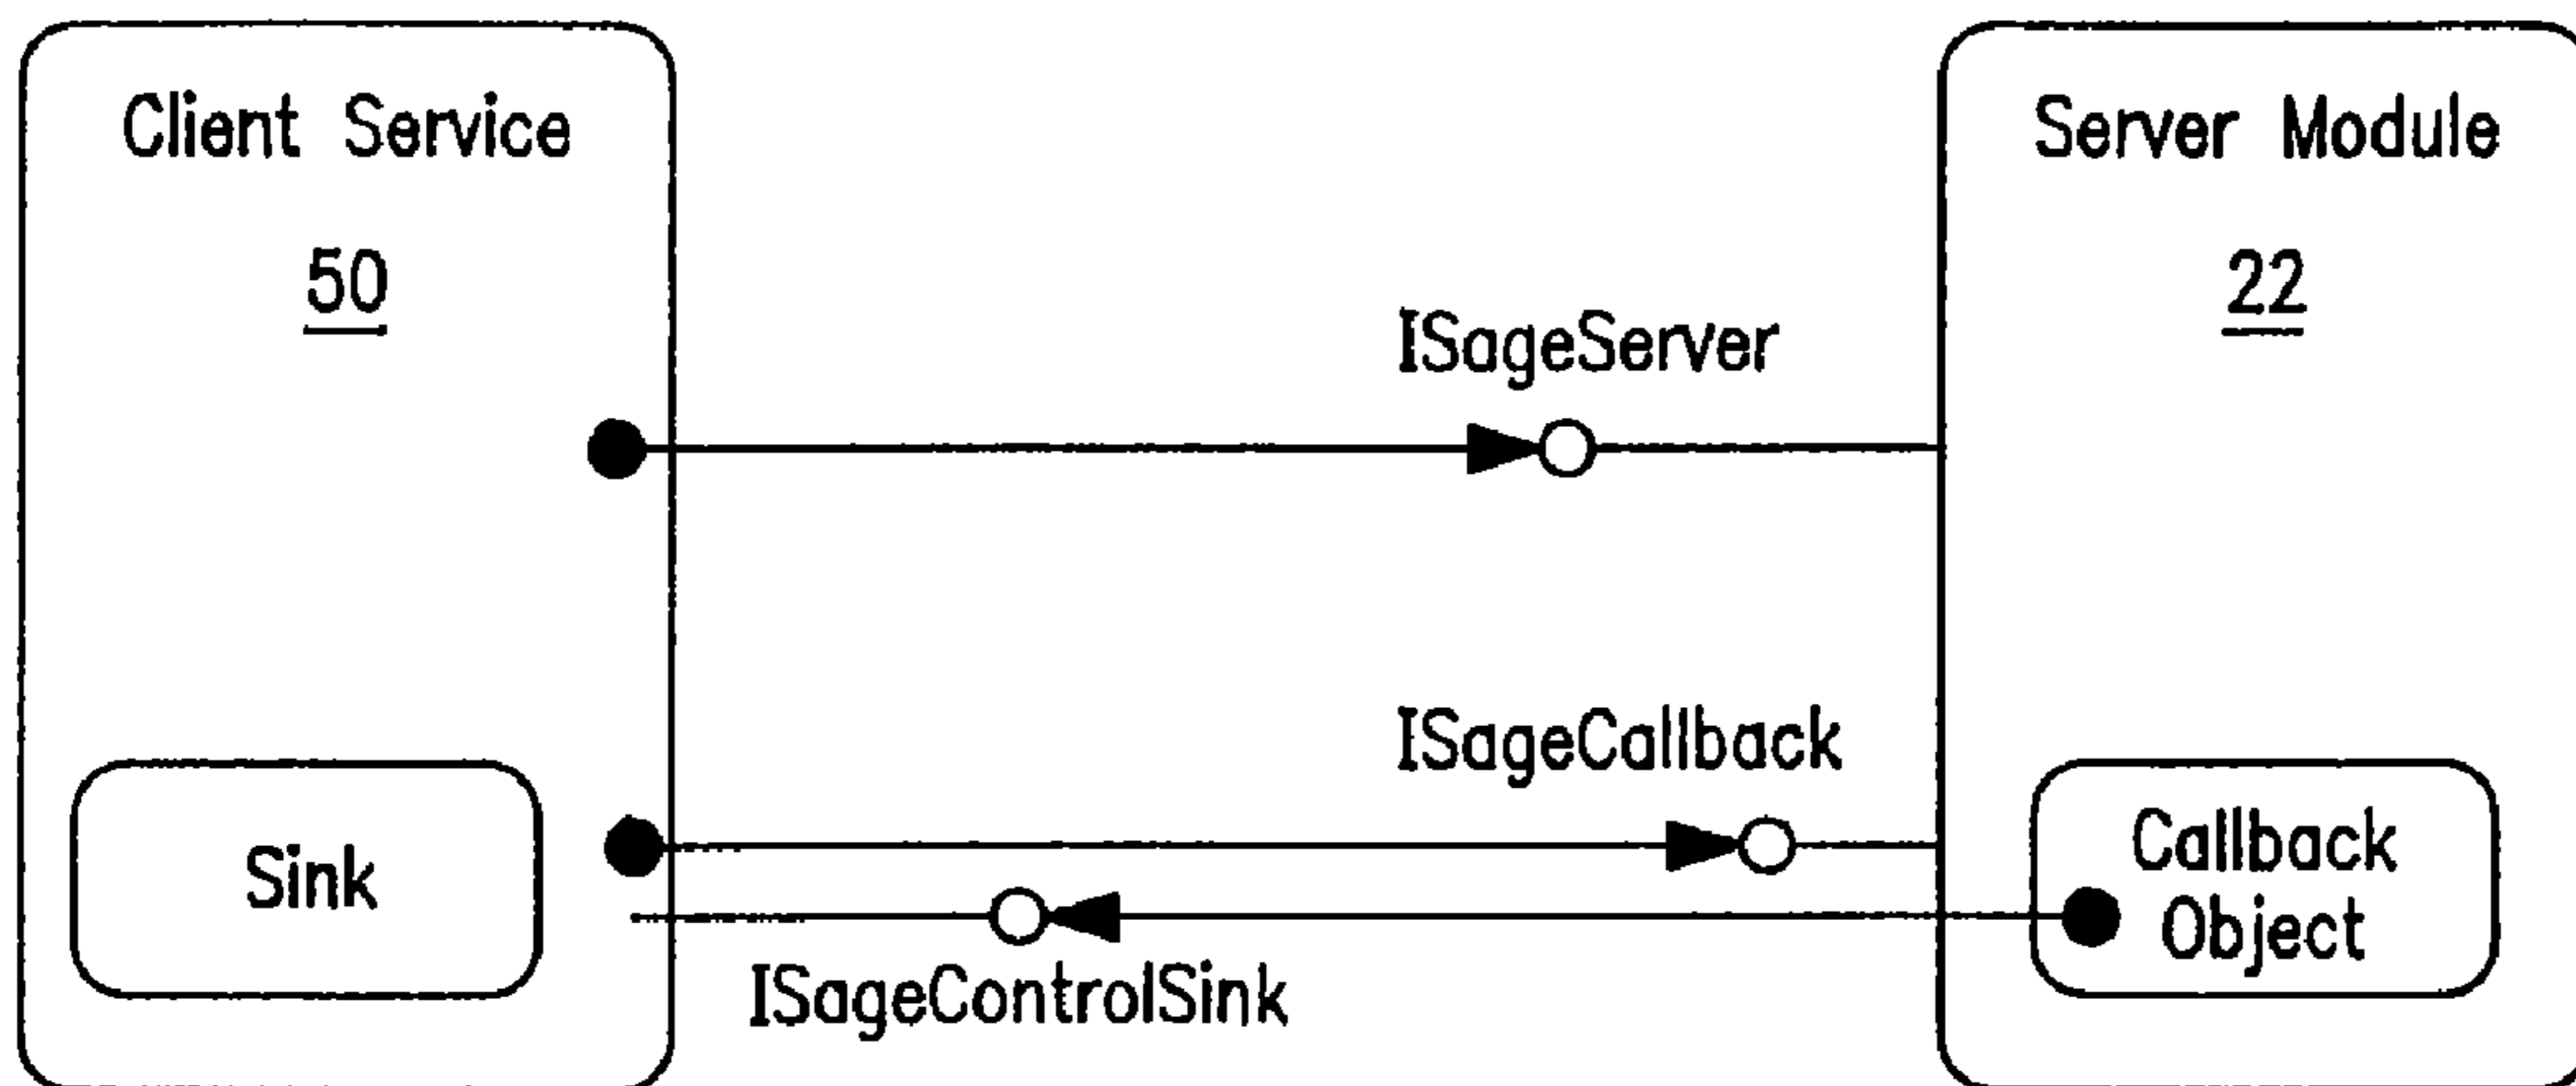 Client Service
50
Server Module
22
ISageServer
ISageCallback
Sink
Callback
Object
ISageControlSink